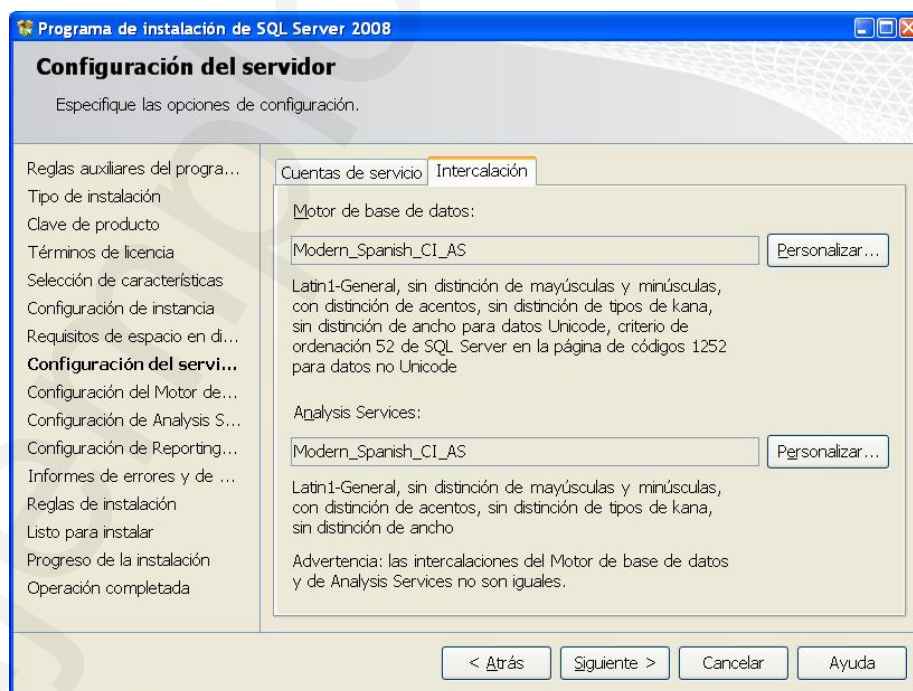 Programa de instalación de SQL Server 2008
Configuración del servidor
Especifique las opciones de configuración.
Reglas auxiliares del progra...
Tipo de instalación
Clave de producto
Términos de licencia
Selección de características
Configuración de instancia
Requisitos de espacio en di...
Configuración del servi...
Configuración del Motor de...
Configuración de Analysis S...
Configuración de Reporting...
Informes de errores y de ...
Reglas de instalación
Listo para instalar
Progreso de la instalación
Operación completada
Cuentas de servicio
Intercalación
Motor de base de datos:
Modern_Spanish_CI_AS
Personalizar...
Latin1-General, sin distinción de mayúsculas y minúsculas,
con distinción de acentos, sin distinción de tipos de kana,
sin distinción de ancho para datos Unicode, criterio de
ordenación 52 de SQL Server en la página de códigos 1252
para datos no Unicode
Analysis Services:
Modern_Spanish_CI_AS
Personalizar...
Latin1-General, sin distinción de mayúsculas y minúsculas,
con distinción de acentos, sin distinción de tipos de kana,
sin distinción de ancho
Advertencia: las intercalaciones del Motor de base de datos
y de Analysis Services no son iguales.
< Atrás
Siguiente >
Cancelar
Ayuda